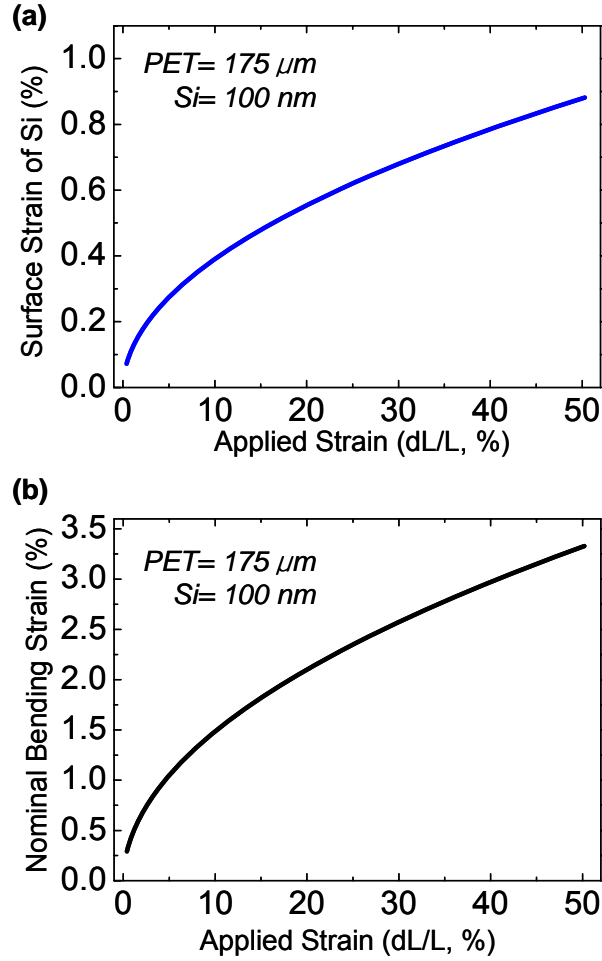 (a)
PET= 175 μm
Si= 100 nm
Surface Strain of Si (%)
1.0
0.8
0.6
0.4
0.2
0.0
0 10 20 30 40 50
Applied Strain (dL/L, %)
(b)
PET= 175 μm
Si= 100 nm
Nominal Bending Strain (%)
3.5
3.0
2.5
2.0
1.5
1.0
0.5
0.0
0 10 20 30 40 50
Applied Strain (dL/L, %)